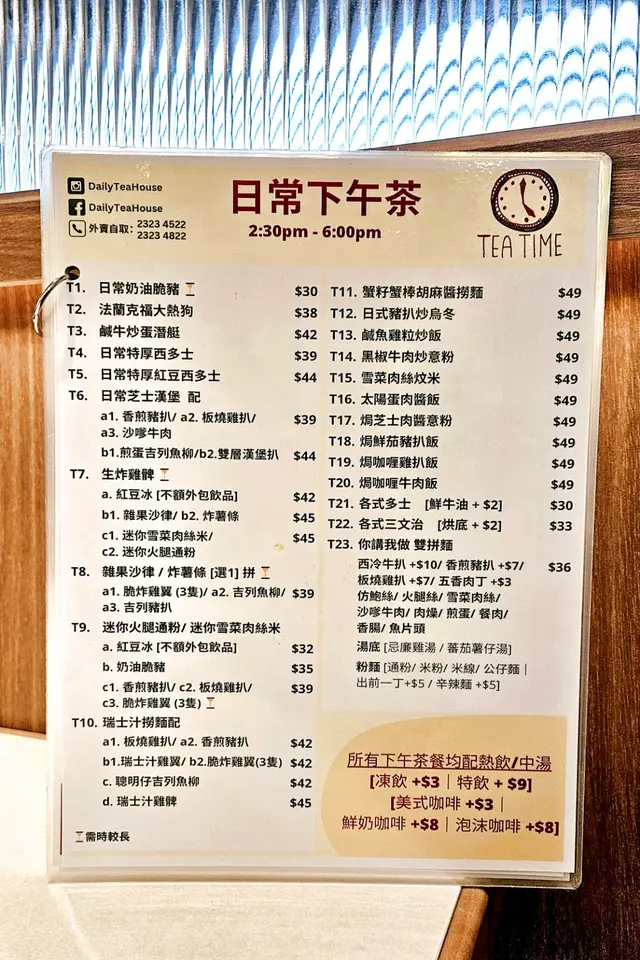 DailyTeaHouse
DailyTeaHouse
外賣自取: 2323 4522
2323 4822
日常下午茶
2:30pm - 6:00pm
TEA TIME
T1. 日常奶油脆豬 $30
T2. 法蘭克福大熱狗 $38
T3. 鹹牛炒蛋潛艇 $42
T4. 日常特厚西多士 $39
T5. 日常特厚紅豆西多士 $44
T6. 日常芝士漢堡 配
a1. 香煎豬扒/ a2. 板燒雞扒/ $39
a3. 沙嗲牛肉
b1.煎蛋吉列魚柳/b2.雙層漢堡扒 $44
T7. 生炸雞髀
a. 紅豆冰 [不額外包飲品] $42
b1. 雜果沙律/ b2. 炸薯條 $45
c1. 迷你雪菜肉絲米/ $45
c2. 迷你火腿通粉
T8. 雜果沙律 / 炸薯條 [選1] 拼
a1. 脆炸雞翼 (3隻)/ a2. 吉列魚柳/ $39
a3. 吉列豬扒
T9. 迷你火腿通粉/ 迷你雪菜肉絲米
a. 紅豆冰 [不額外包飲品] $32
b. 奶油脆豬 $35
c1. 香煎豬扒/ c2. 板燒雞扒/ $39
c3. 脆炸雞翼 (3隻)
T10. 瑞士汁撈麵配
a1. 板燒雞扒/ a2. 香煎豬扒 $42
b1.瑞士汁雞翼/ b2.脆炸雞翼(3隻) $42
c. 聰明仔吉列魚柳 $42
d. 瑞士汁雞髀 $45
需時較長
T11. 蟹籽蟹棒胡麻醬撈麵 $49
T12. 日式豬扒炒烏冬 $49
T13. 鹹魚雞粒炒飯 $49
T14. 黑椒牛肉炒意粉 $49
T15. 雪菜肉絲炆米 $49
T16. 太陽蛋肉醬飯 $49
T17. 焗芝士肉醬意粉 $49
T18. 焗鮮茄豬扒飯 $49
T19. 焗咖喱雞扒飯 $49
T20. 焗咖喱牛肉飯 $49
T21. 各式多士 [鮮牛油 + $2] $30
T22. 各式三文治 [烘底 + $2] $33
T23. 你講我做 雙拼麵
西冷牛扒 +$10/ 香煎豬扒 +$7/ $36
板燒雞扒 +$7/ 五香肉丁 +$3
仿鮑絲/ 火腿絲/ 雪菜肉絲/
沙嗲牛肉/ 肉燥/ 煎蛋/ 餐肉/
香腸/ 魚片頭
湯底 [忌廉雞湯 / 蕃茄薯仔湯]
粉麵 [通粉/ 米粉/ 米線/ 公仔麵 |
出前一丁+$5 / 辛辣麵 +$5]
所有下午茶餐均配熱飲/中湯
[凍飲 +$3 | 特飲 + $9]
[美式咖啡 +$3 |
鮮奶咖啡 +$8 | 泡沫咖啡 +$8]